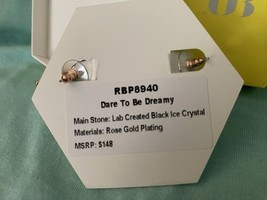 RBP8940
Dare To Be Dreamy
Main Stone: Lab Created Black Ice Crystal
Materials: Rose Gold Plating
MSRP: $148